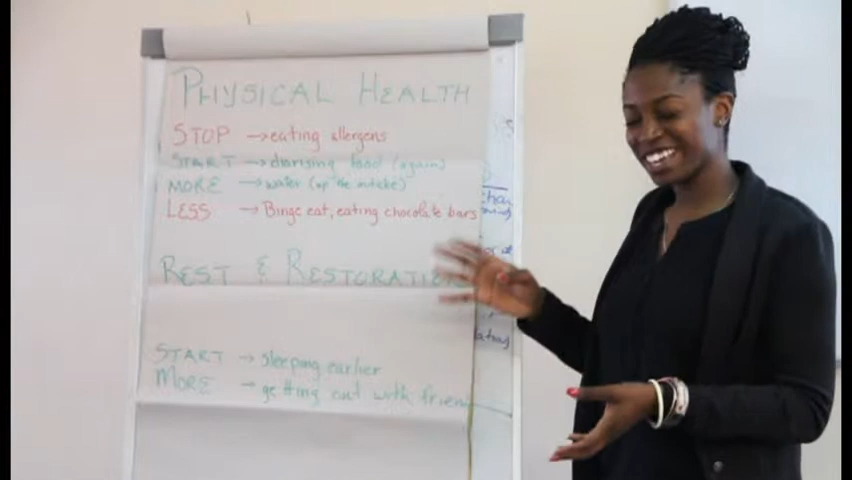 PHYSICAL HEALTH
STOP → eating allergens
START → diarising food (again)
MORE → water (up the intake)
LESS → Binge eat, eating chocolate bars
REST & RESTORATION
START → sleeping earlier
MORE → getting out with friends